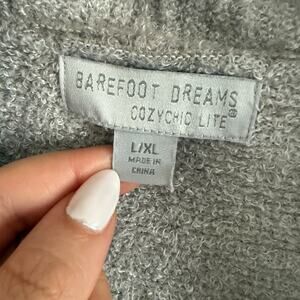 BAREFOOT DREAMS
COZYCHIC LITE®
L/XL
MADE IN
CHINA